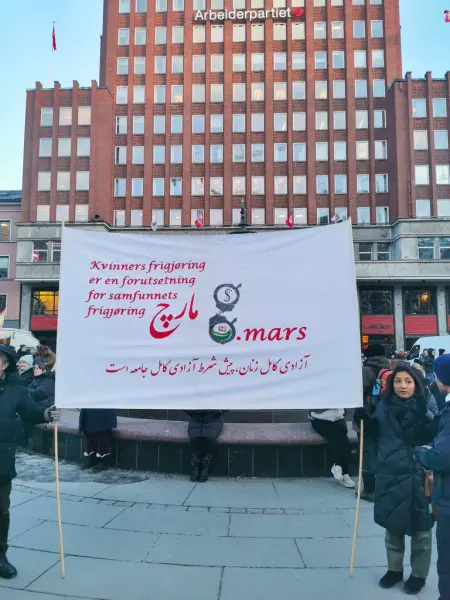 Arbeiderpartiet
Kvinners frigjøring
er en forutsetning
for samfunnets
frigjøring
مارچ 8.mars
آزادی کامل زنان، پیش شرط آزادی کامل جامعه است